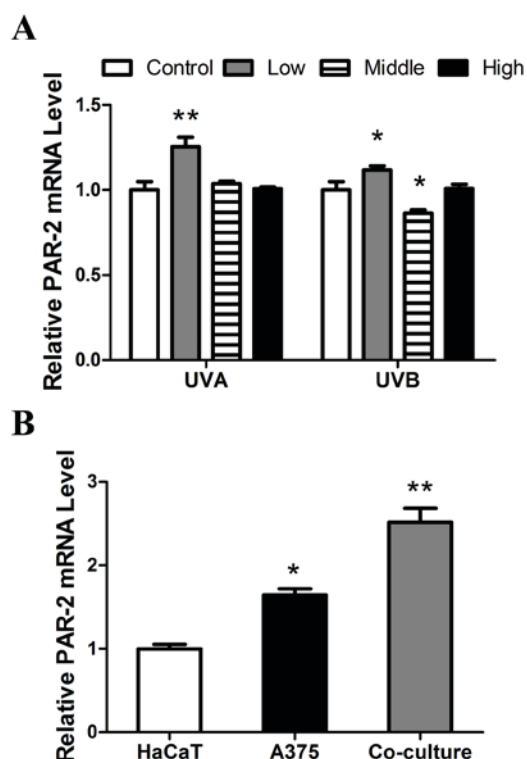 A
Control Low Middle High
Relative PAR-2 mRNA Level
1.5
1.0
0.5
0.0
**
*
*
UVA UVB
B
Relative PAR-2 mRNA Level
3
2
1
0
*
**
HaCaT A375 Co-culture